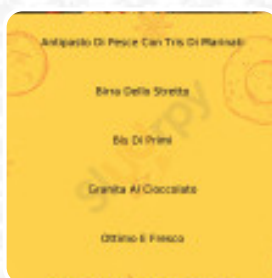 Antipasto Di Pesce Con Tris Di Marinati
Birra Dello Stretto
Bis Di Primi
Granita Al Cioccolato
Ottimo E Fresco